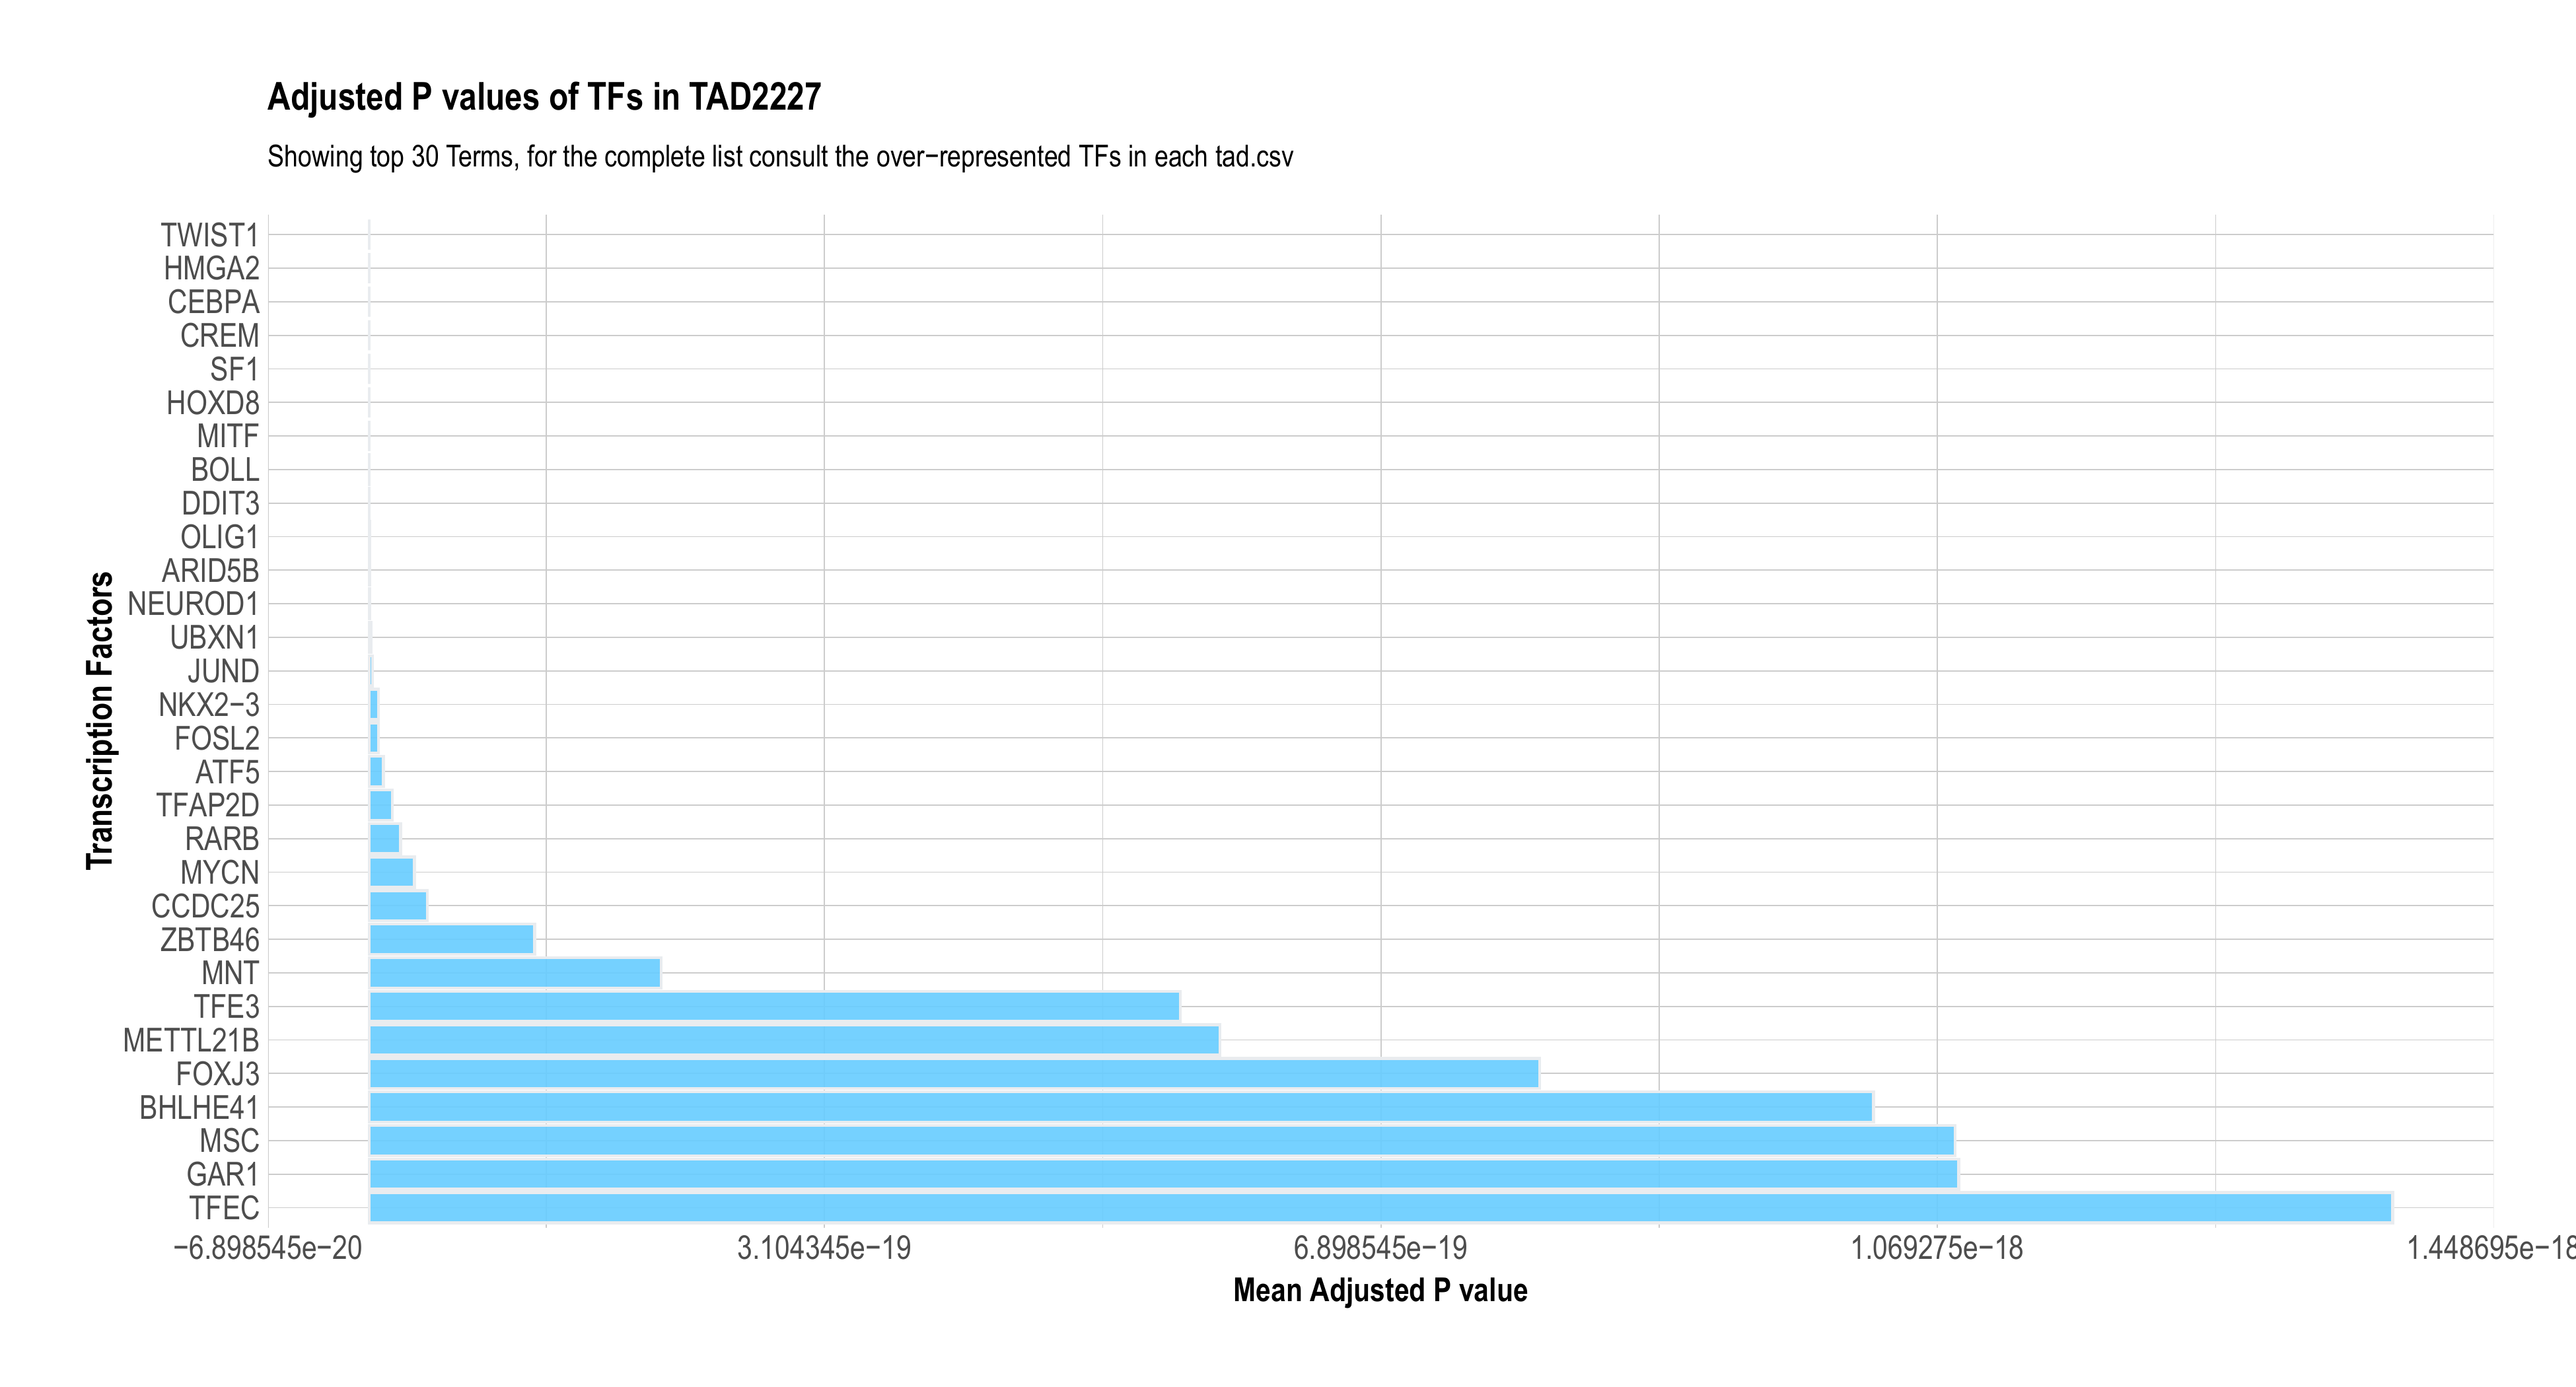 Adjusted P values of TFs in TAD2227
Showing top 30 Terms, for the complete list consult the over−represented TFs in each tad.csv
Transcription Factors
TWIST1
HMGA2
CEBPA
CREM
SF1
HOXD8
MITF
BOLL
DDIT3
OLIG1
ARID5B
NEUROD1
UBXN1
JUND
NKX2−3
FOSL2
ATF5
TFAP2D
RARB
MYCN
CCDC25
ZBTB46
MNT
TFE3
METTL21B
FOXJ3
BHLHE41
MSC
GAR1
TFEC
−6.898545e−20 3.104345e−19 6.898545e−19 1.069275e−18 1.448695e−18
Mean Adjusted P value